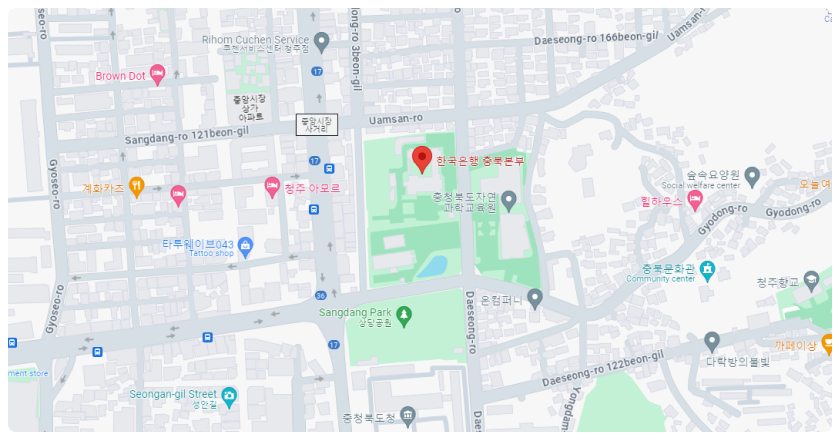 Rihom Cuchen Service
쿠첸서비스센터 청주점
Daeseong-ro 166beon-gil
Uamsan-ro
ong-ro 3beon-gil
eoseo-ro
17
Brown Dot
중앙시장
상가
아파트
중앙시장
사거리
Uamsan-ro
Sangdang-ro 121beon-gil
Gyoseo-ro
17
한국은행 충북본부
계화카즈
청주 아모르
충청북도자연
과학교육원
숲속요양원
Social welfare center
힐하우스
오늘여
Gyodong-ro
Gyodong-ro
타투웨이브043
Tattoo shop
충북문화관
Community center
청주향교
Gyoseo-ro
36
온컴퍼니
Sangdang Park
상당공원
Daeseong-ro
17
까페이상
다락방의불빛
Daeseong-ro 122beon-gil
ment store
Seongan-gil Street
성안길
충청북도청
Daes
Yongdam-